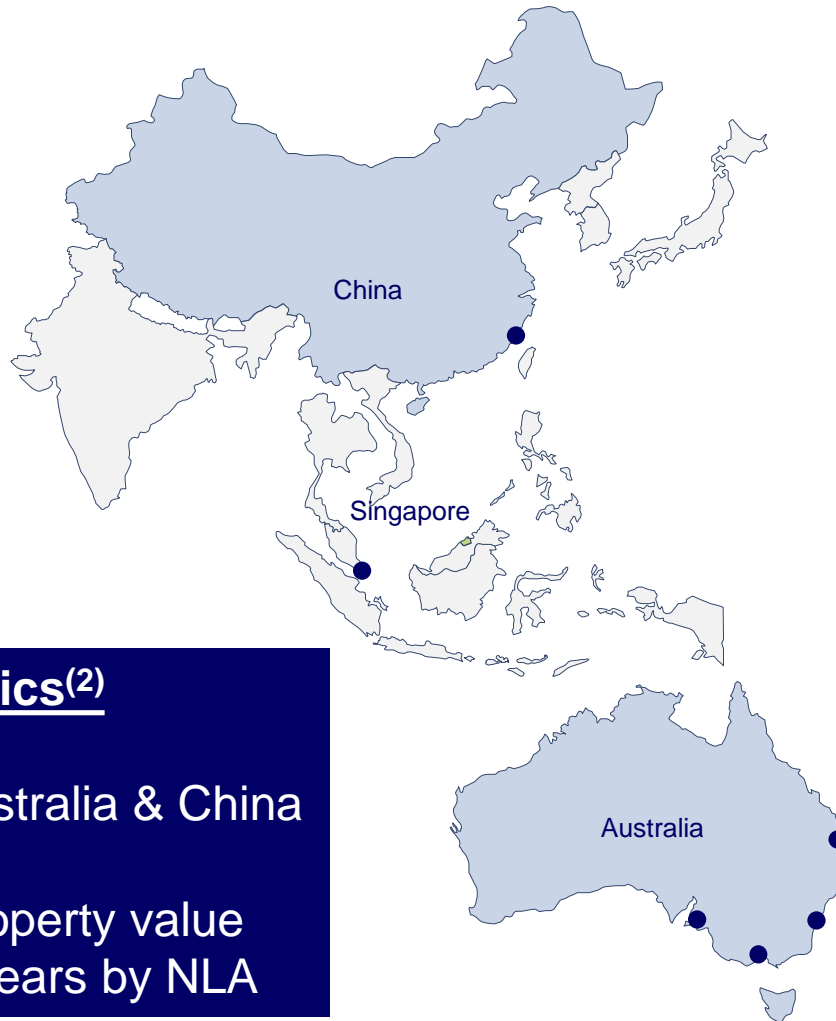 China
Singapore
ics(2)
stralia & China
Australia
operty value
ears by NLA